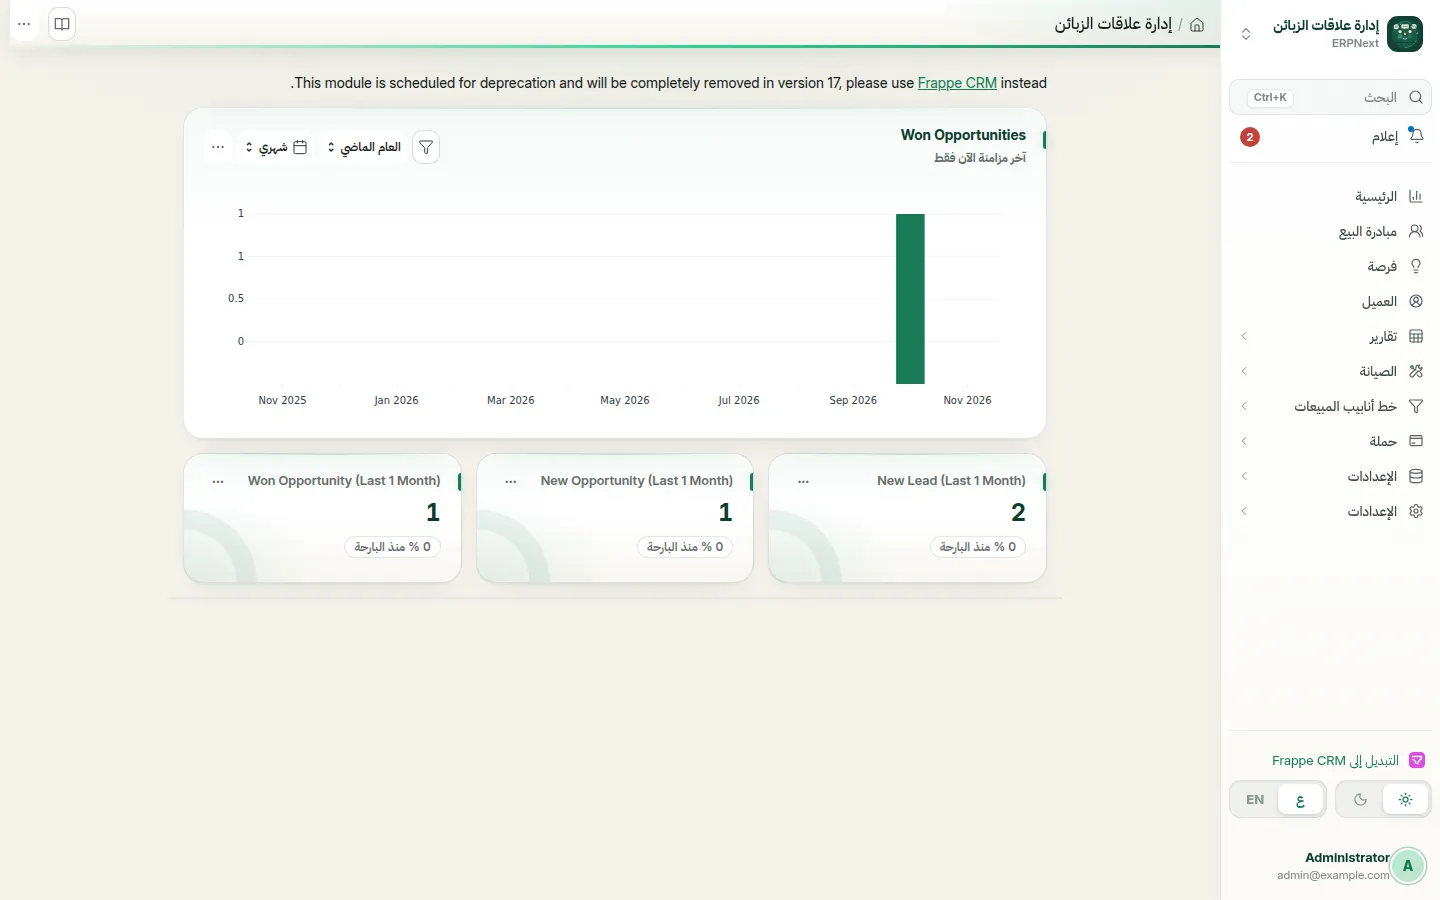 إدارة علاقات الزبائن
ERPNext
البحث
Ctrl+K
إعلام
2
الرئيسية
مبادرة البيع
فرصة
العميل
تقارير
الصيانة
خط أنابيب المبيعات
حملة
الإعدادات
الإعدادات
التبديل إلى Frappe CRM
ع
EN
A
Administrator
admin@example.com
/ إدارة علاقات الزبائن
This module is scheduled for deprecation and will be completely removed in version 17, please use Frappe CRM instead.
Won Opportunities
آخر مزامنة الآن فقط
العام الماضي
شهري
1
1
0.5
0
Nov 2025
Jan 2026
Mar 2026
May 2026
Jul 2026
Sep 2026
Nov 2026
New Lead (Last 1 Month)
2
0 % منذ البارحة
New Opportunity (Last 1 Month)
1
0 % منذ البارحة
Won Opportunity (Last 1 Month)
1
0 % منذ البارحة